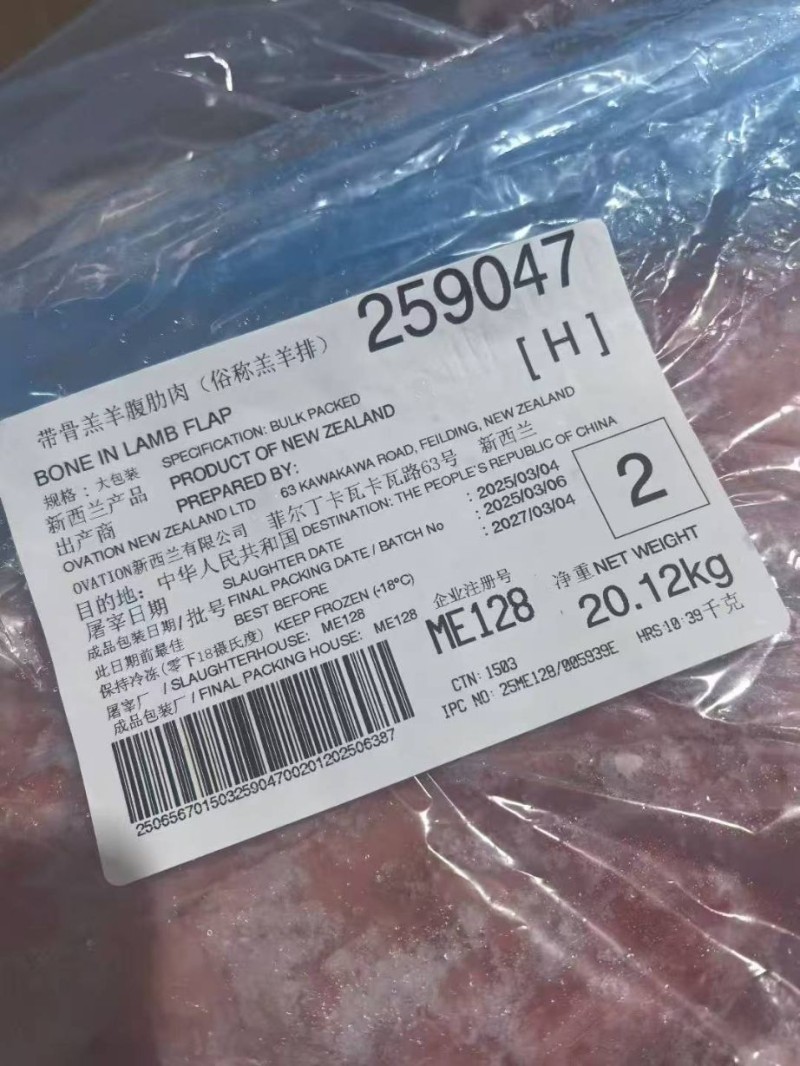 259047
[H]
带骨羔羊腹肋肉（俗称羔羊排）
BONE IN LAMB FLAP
规格：大包装 SPECIFICATION: BULK PACKED
新西兰产品 PRODUCT OF NEW ZEALAND
出产商 PREPARED BY:
OVATION NEW ZEALAND LTD 63 KAWAKAWA ROAD, FEILDING, NEW ZEALAND
OVATION新西兰有限公司 菲尔丁卡瓦卡瓦路63号 新西兰
目的地：中华人民共和国 DESTINATION: THE PEOPLE'S REPUBLIC OF CHINA
屠宰日期 SLAUGHTER DATE : 2025/03/04
成品包装日期/批号 FINAL PACKING DATE / BATCH No : 2025/03/06
此日期前最佳 BEST BEFORE : 2027/03/04
2
保持冷冻(零下18摄氏度) KEEP FROZEN (-18ºC)
屠宰厂 / SLAUGHTERHOUSE: ME128
成品包装厂 / FINAL PACKING HOUSE: ME128
企业注册号
ME128
净重 NET WEIGHT
20.12kg
千克
CTN: 1503
HRS 10:39
IPC NO: 25ME128/005939E
2506567015032590470020120250​6387